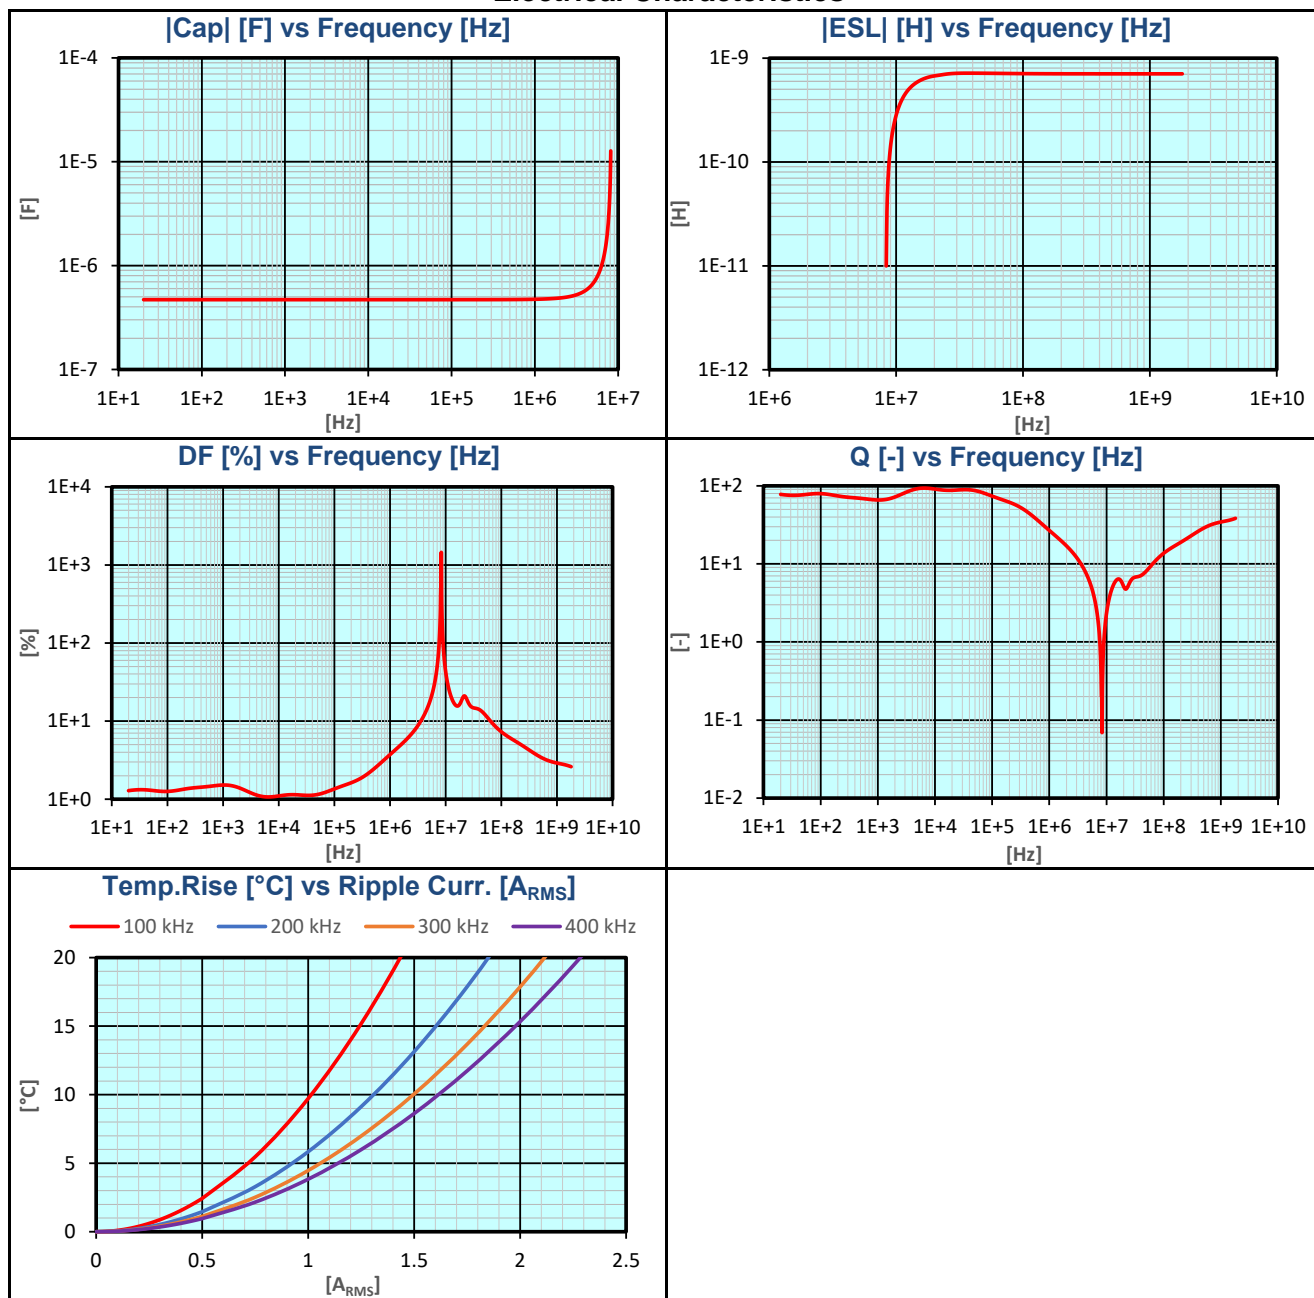 Electrical Characteristics
|Cap| [F] vs Frequency [Hz]
1E-4
1E-5
1E-6
1E-7
[F]
1E+1 1E+2 1E+3 1E+4 1E+5 1E+6 1E+7
[Hz]
|ESL| [H] vs Frequency [Hz]
1E-9
1E-10
1E-11
1E-12
[H]
1E+6 1E+7 1E+8 1E+9 1E+10
[Hz]
DF [%] vs Frequency [Hz]
1E+4
1E+3
1E+2
1E+1
1E+0
[%]
1E+1 1E+2 1E+3 1E+4 1E+5 1E+6 1E+7 1E+8 1E+9 1E+10
[Hz]
Q [-] vs Frequency [Hz]
1E+2
1E+1
1E+0
1E-1
1E-2
[-]
1E+1 1E+2 1E+3 1E+4 1E+5 1E+6 1E+7 1E+8 1E+9 1E+10
[Hz]
Temp.Rise [°C] vs Ripple Curr. [ARMS]
100 kHz 200 kHz 300 kHz 400 kHz
20
15
10
5
0
[°C]
0 0.5 1 1.5 2 2.5
[ARMS]